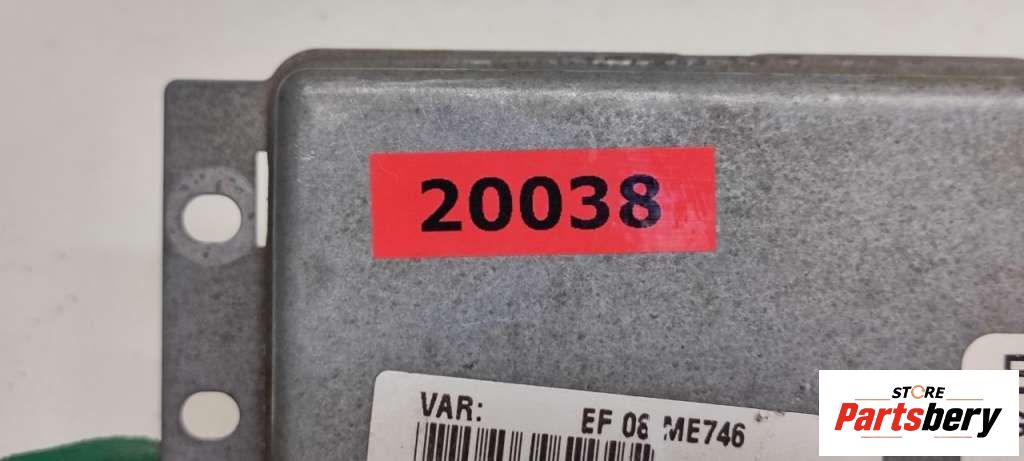 20038
VAR: EF 08 ME746
STORE
Partsbery